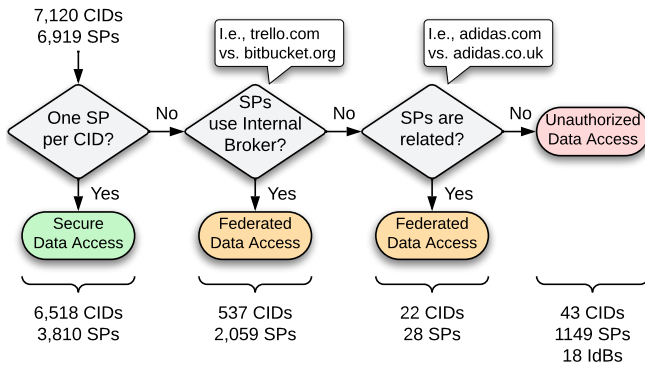 7,120 CIDs
6,919 SPs
I.e., trello.com
vs. bitbucket.org
I.e., adidas.com
vs. adidas.co.uk
One SP
per CID?
No
SPs
use Internal
Broker?
No
SPs are
related?
No
Unauthorized
Data Access
Yes
Yes
Yes
Secure
Data Access
Federated
Data Access
Federated
Data Access
6,518 CIDs
3,810 SPs
537 CIDs
2,059 SPs
22 CIDs
28 SPs
43 CIDs
1149 SPs
18 IdBs